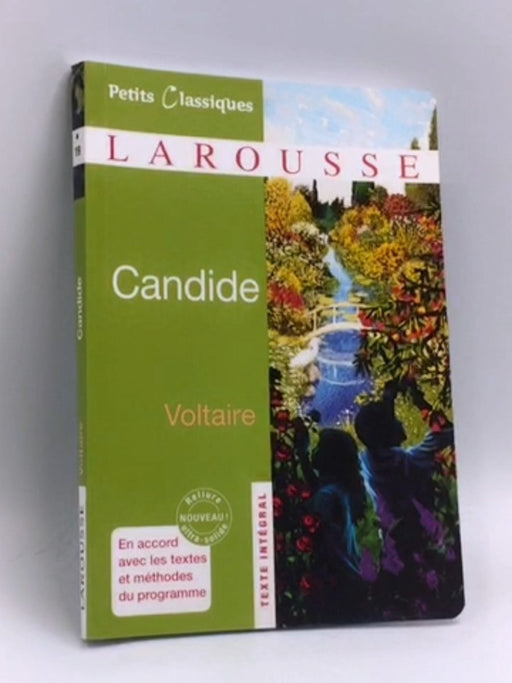 Petits Classiques
LAROUSSE
Candide
Voltaire
Reliure
NOUVEAU !
ultra-solide
En accord
avec les textes
et méthodes
du programme
TEXTE INTÉGRAL
19
Candide
Voltaire
LAROUSSE